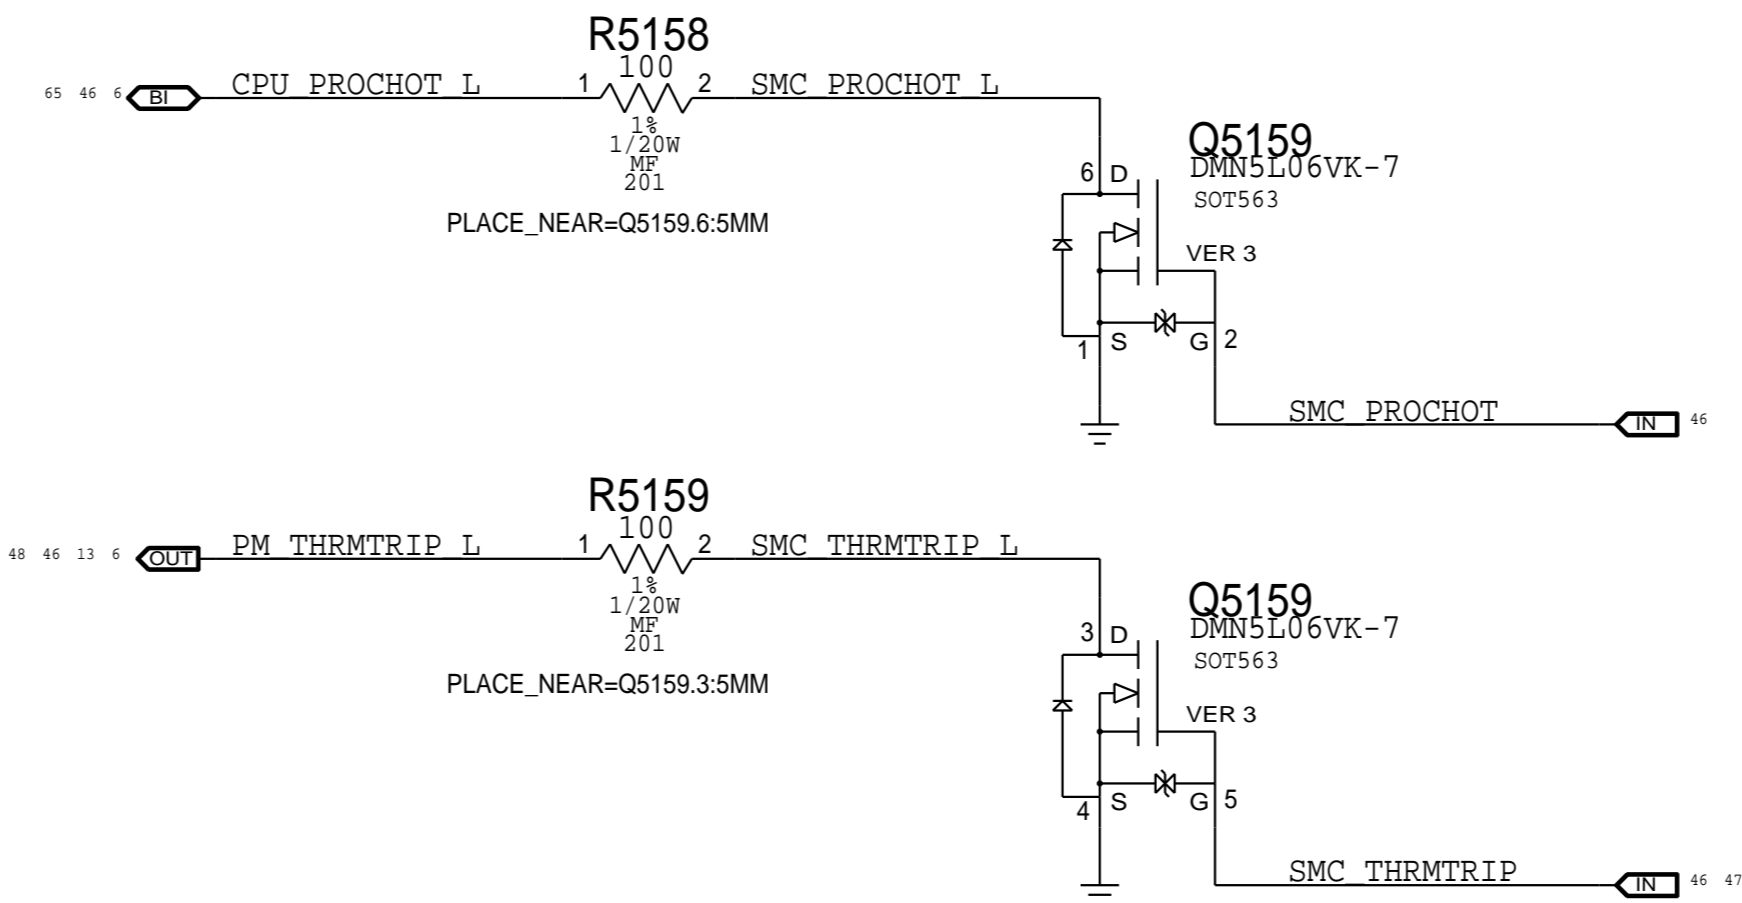 R5158
100
65 46 6 BI CPU_PROCHOT_L 1 2 SMC_PROCHOT_L
1%
1/20W
MF
201
PLACE_NEAR=Q5159.6:5MM
Q5159
DMN5L06VK-7
SOT563
6 D
VER 3
1 S G 2
SMC_PROCHOT IN 46
R5159
100
48 46 13 6 OUT PM_THRMTRIP_L 1 2 SMC_THRMTRIP_L
1%
1/20W
MF
201
PLACE_NEAR=Q5159.3:5MM
Q5159
DMN5L06VK-7
SOT563
3 D
VER 3
4 S G 5
SMC_THRMTRIP IN 46 47